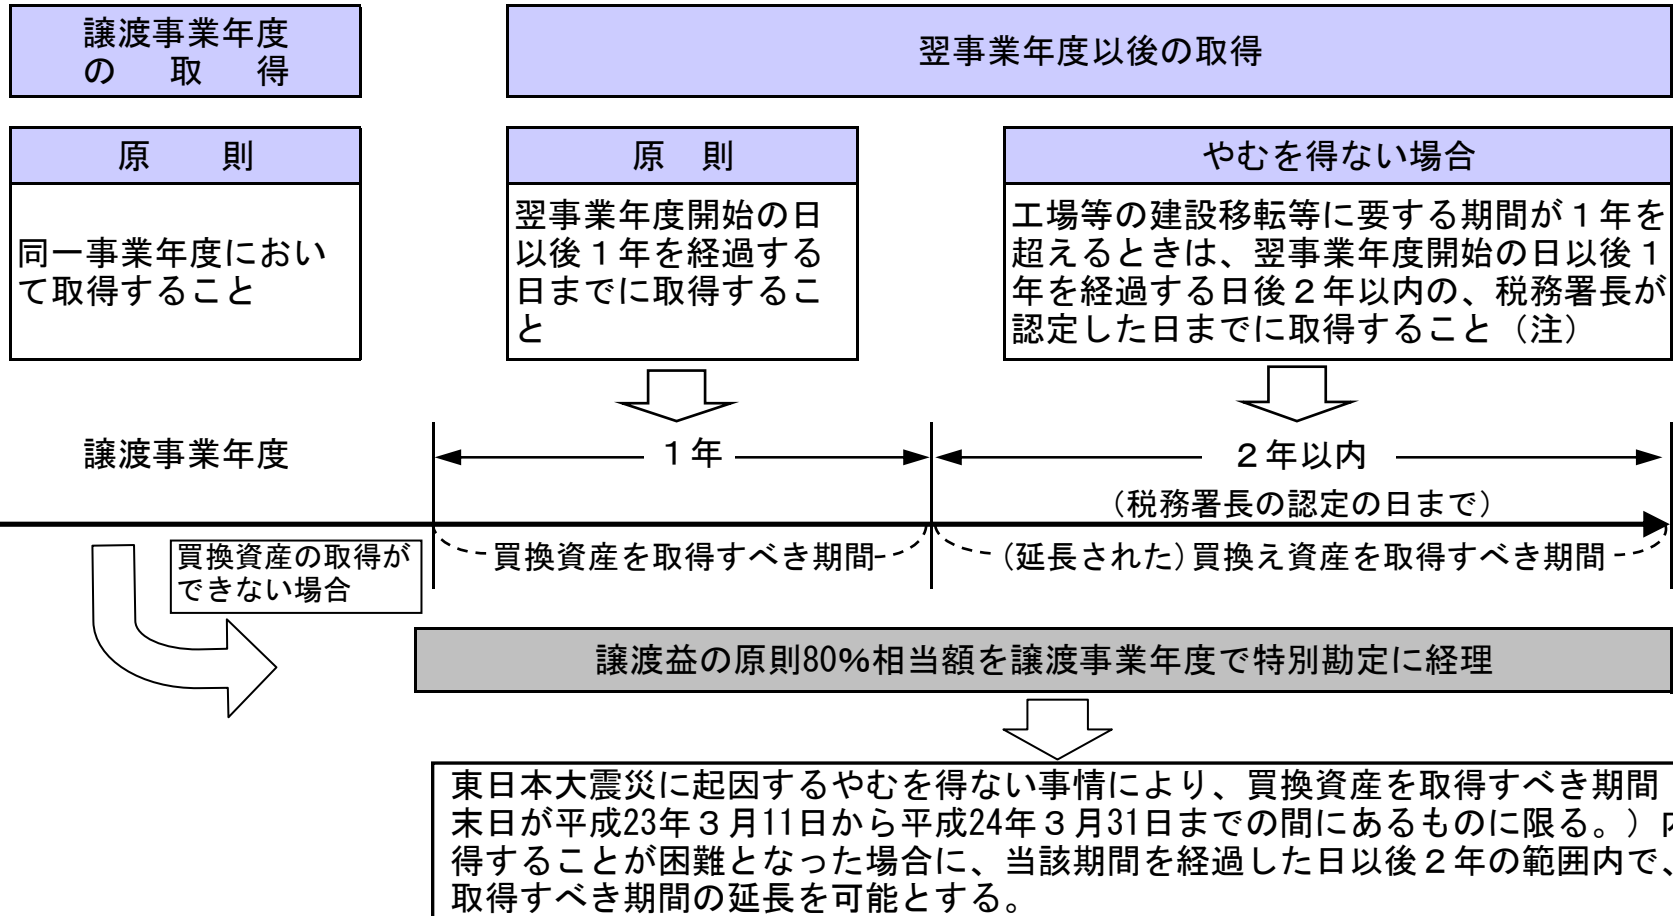 譲渡事業年度
の取得
翌事業年度以後の取得
原則
同一事業年度におい
て取得すること
原則
翌事業年度開始の日
以後１年を経過する
日までに取得するこ
と
やむを得ない場合
工場等の建設移転等に要する期間が１年を
超えるときは、翌事業年度開始の日以後１
年を経過する日後２年以内の、税務署長が
認定した日までに取得すること（注）
譲渡事業年度
１年
２年以内
（税務署長の認定の日まで）
買換資産の取得が
できない場合
買換資産を取得すべき期間
（延長された）買換え資産を取得すべき期間
譲渡益の原則80％相当額を譲渡事業年度で特別勘定に経理
東日本大震災に起因するやむを得ない事情により、買換資産を取得すべき期間
末日が平成23年３月11日から平成24年３月31日までの間にあるものに限る。）
得することが困難となった場合に、当該期間を経過した日以後２年の範囲内で、
取得すべき期間の延長を可能とする。